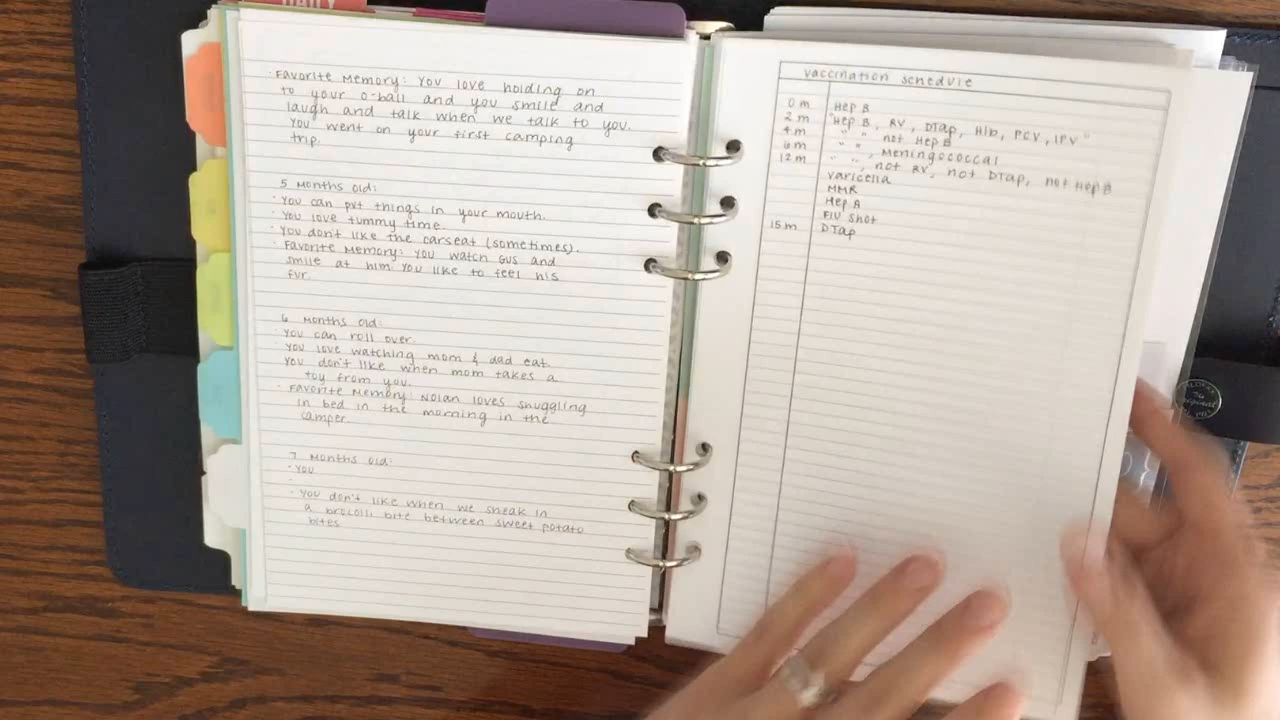 DAILY
· Favorite Memory: You love holding on
to your o-ball and you smile and
laugh and talk when we talk to you.
You went on your first camping
trip.
5 Months old:
· You can put things in your mouth.
· You love tummy time.
· You don't like the carseat (sometimes).
· Favorite Memory: You watch Gus and
smile at him. You like to feel his
fur.
6 Months old:
· You can roll over.
· You love watching mom & dad eat.
You don't like when mom takes a
toy from you.
· Favorite Memory: Nolan loves snuggling
in bed in the morning in the
camper.
7 Months old:
· You
·
· You don't like when we sneak in
a brocolli bite between sweet potato
bites
vaccination schedule
0 m Hep B
2 m "Hep B, RV, DTap, Hib, PCV, IPV"
4 m " " not Hep B
6 m " ", Meningococcal
12 m " ", not RV, not DTap, not Hep B
varicella
MMR
Hep A
Flu shot
15 m DTap